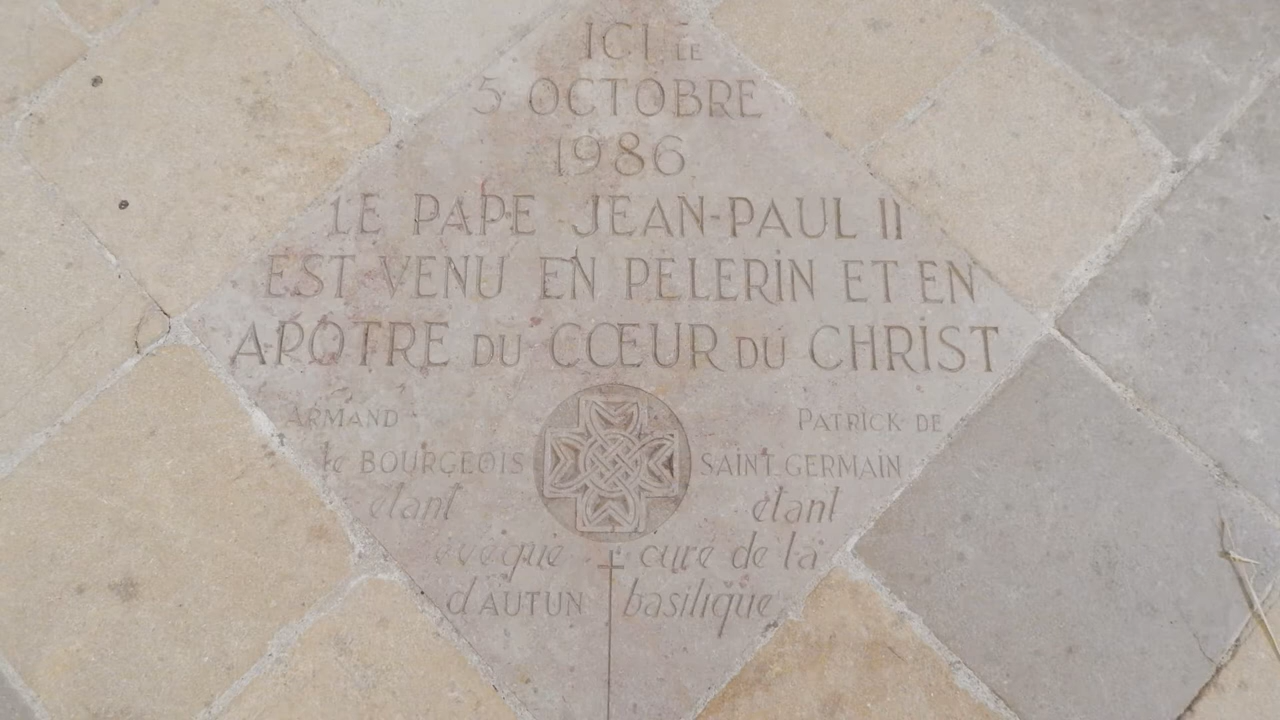 ICI LE
5 OCTOBRE
1986
LE PAPE JEAN-PAUL II
EST VENU EN PELERIN ET EN
APOTRE DU CŒUR DU CHRIST
ARMAND
le BOURGEOIS
étant
évêque
d'AUTUN
PATRICK DE
SAINT GERMAIN
étant
curé de la
basilique